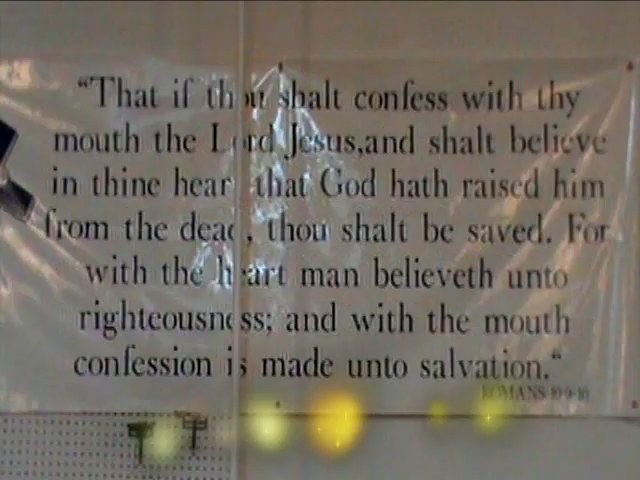 “That if thou shalt confess with thy
mouth the Lord Jesus,and shalt believe
in thine heart that God hath raised him
from the dead, thou shalt be saved. For
with the heart man believeth unto
righteousness; and with the mouth
confession is made unto salvation.“
ROMANS 10:9-10